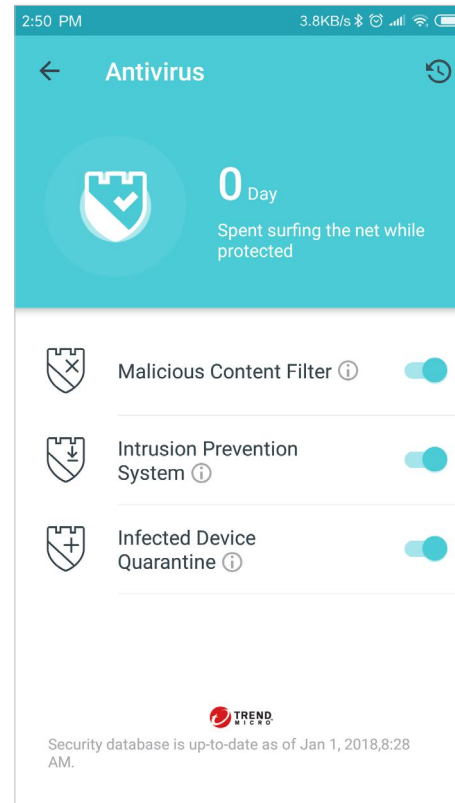 2:50 PM 3.8KB/s
Antivirus
0 Day
Spent surfing the net while
protected
Malicious Content Filter
Intrusion Prevention
System
Infected Device
Quarantine
TREND
MICRO
Security database is up-to-date as of Jan 1, 2018,8:28
AM.